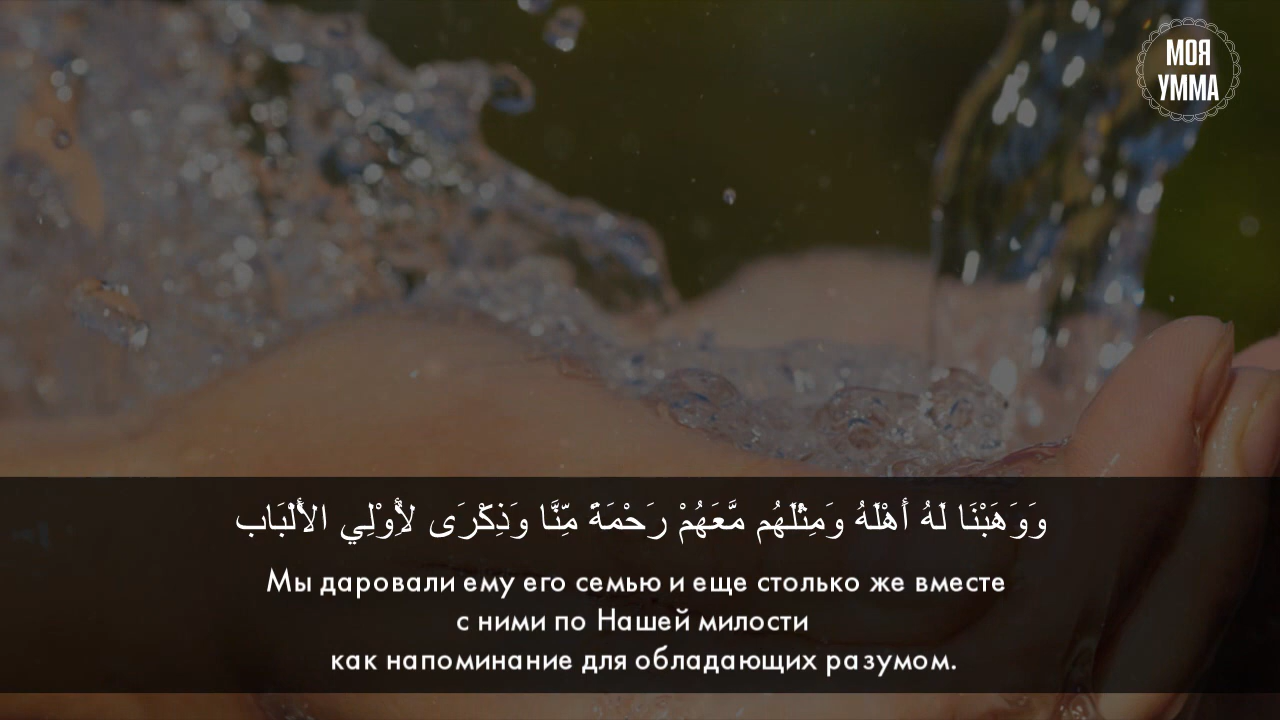 МОЯ
УММА
وَوَهَبْنَا لَهُ أَهْلَهُ وَمِثْلَهُم مَّعَهُمْ رَحْمَةً مِّنَّا وَذِكْرَى لأُوْلِي الأَلْبَاب
Мы даровали ему его семью и еще столько же вместе
с ними по Нашей милости
как напоминание для обладающих разумом.